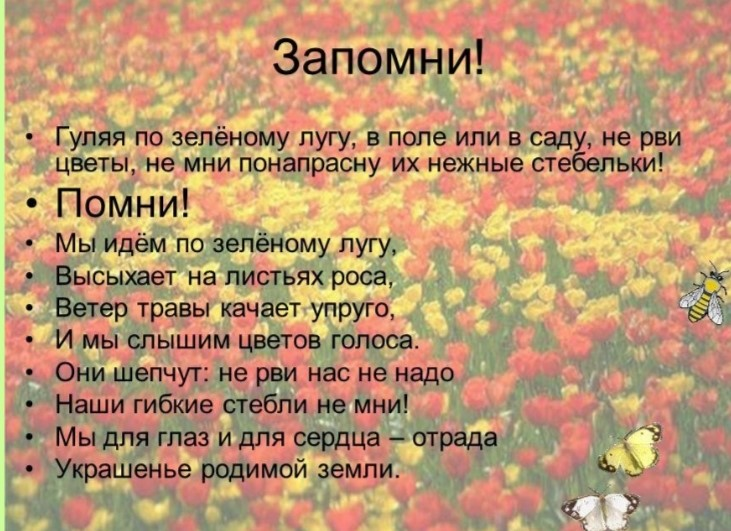 Запомни!
• Гуляя по зелёному лугу, в поле или в саду, не рви
цветы, не мни понапрасну их нежные стебельки!
• Помни!
• Мы идём по зелёному лугу,
• Высыхает на листьях роса,
• Ветер травы качает упруго,
• И мы слышим цветов голоса.
• Они шепчут: не рви нас не надо
• Наши гибкие стебли не мни!
• Мы для глаз и для сердца – отрада
• Украшенье родимой земли.